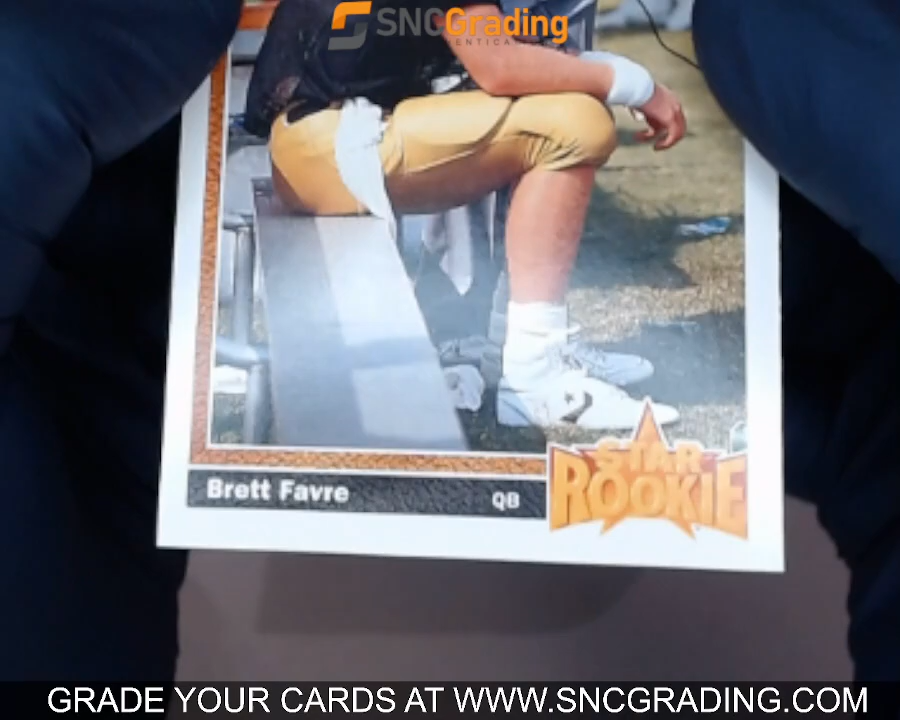 SNCGrading
Brett Favre QB
STAR
ROOKIE
GRADE YOUR CARDS AT WWW.SNCGRADING.COM